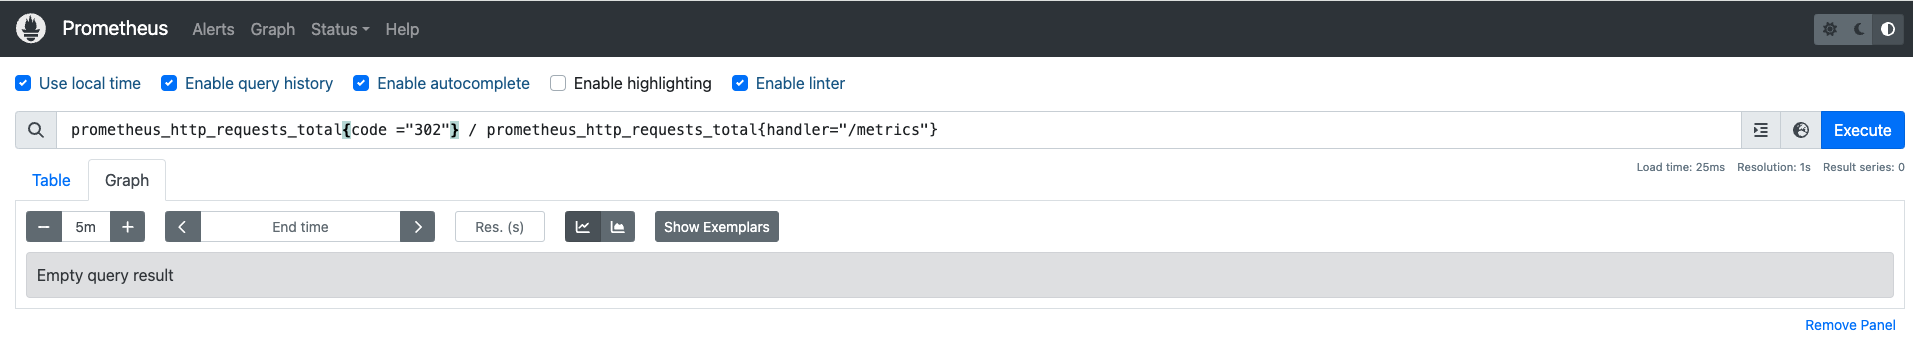 Prometheus Alerts Graph Status Help
Use local time Enable query history Enable autocomplete Enable highlighting Enable linter
prometheus_http_requests_total{code ="302"} / prometheus_http_requests_total{handler="/metrics"} Execute
Table Graph Load time: 25ms Resolution: 1s Result series: 0
− 5m + < End time > Res. (s) Show Exemplars
Empty query result
Remove Panel